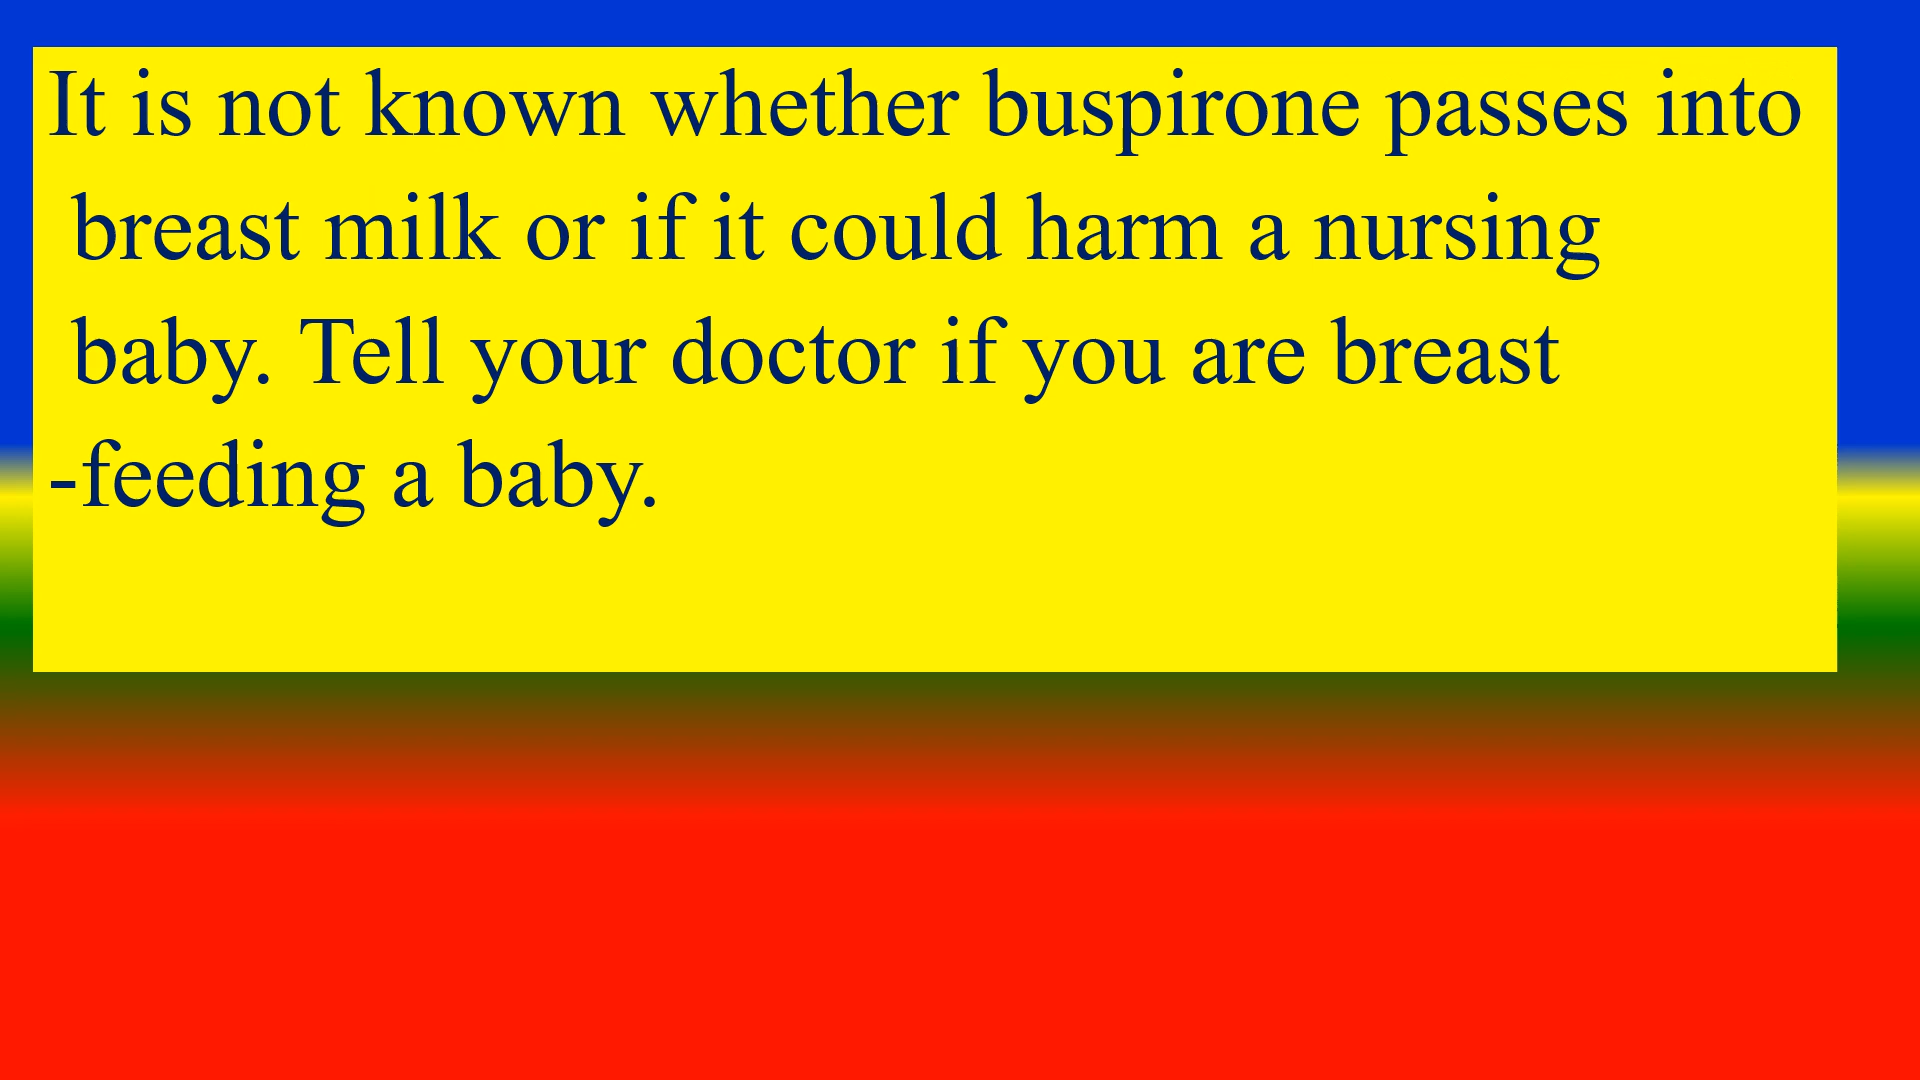 It is not known whether buspirone passes into
breast milk or if it could harm a nursing
baby. Tell your doctor if you are breast
-feeding a baby.